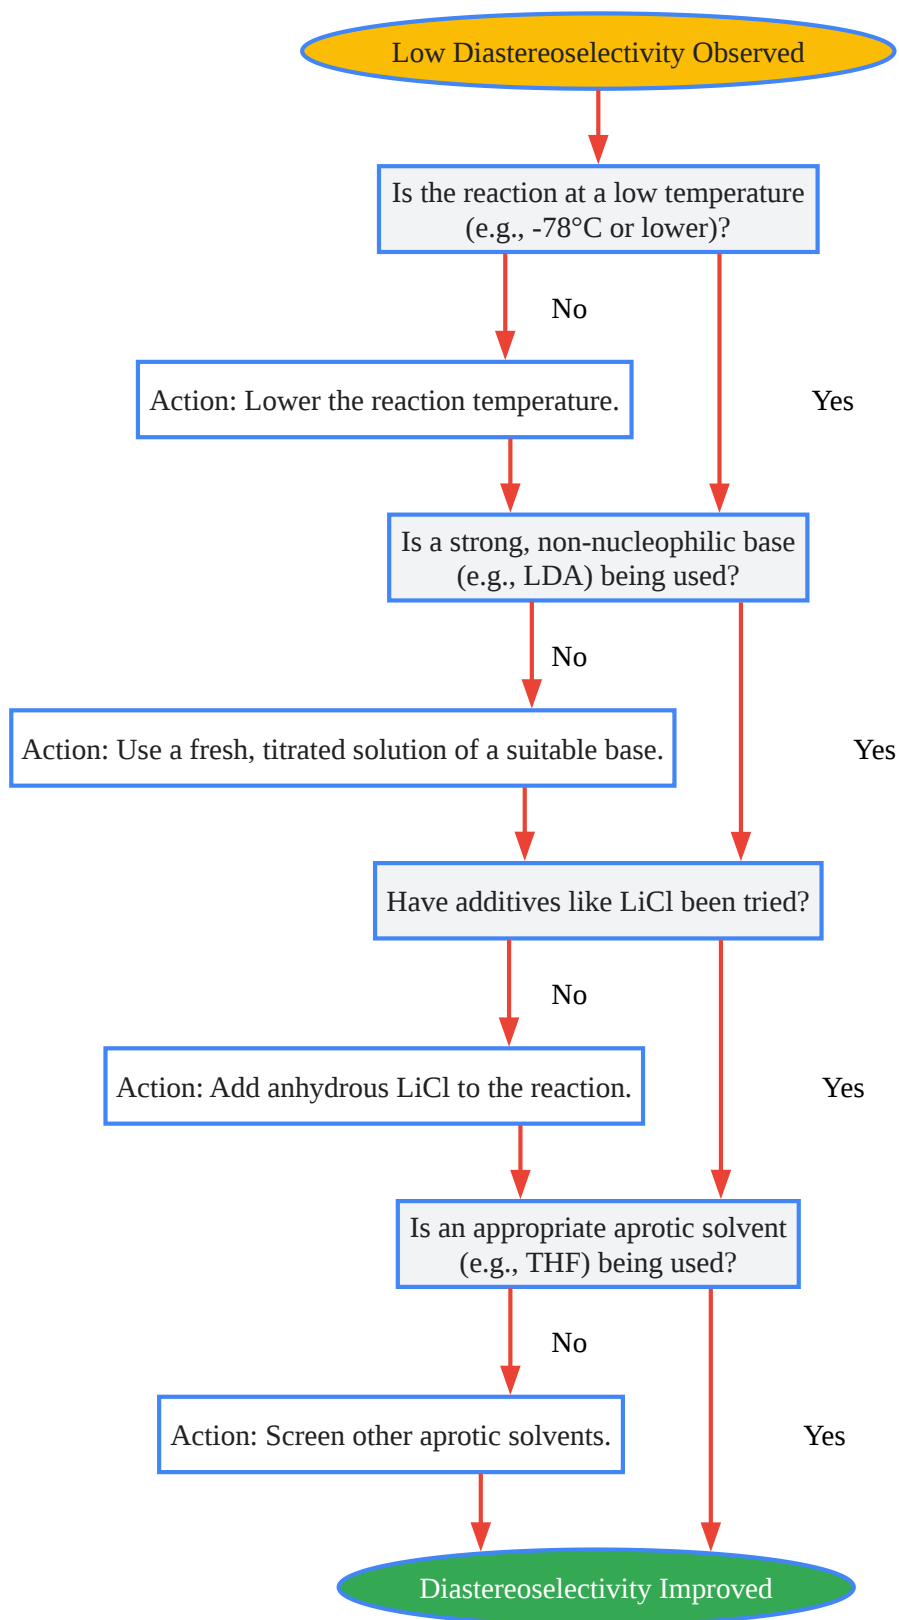 Low Diastereoselectivity Observed
Is the reaction at a low temperature
(e.g., -78°C or lower)?
No
Action: Lower the reaction temperature.
Yes
Is a strong, non-nucleophilic base
(e.g., LDA) being used?
No
Action: Use a fresh, titrated solution of a suitable base.
Yes
Have additives like LiCl been tried?
No
Action: Add anhydrous LiCl to the reaction.
Yes
Is an appropriate aprotic solvent
(e.g., THF) being used?
No
Action: Screen other aprotic solvents.
Yes
Diastereoselectivity Improved